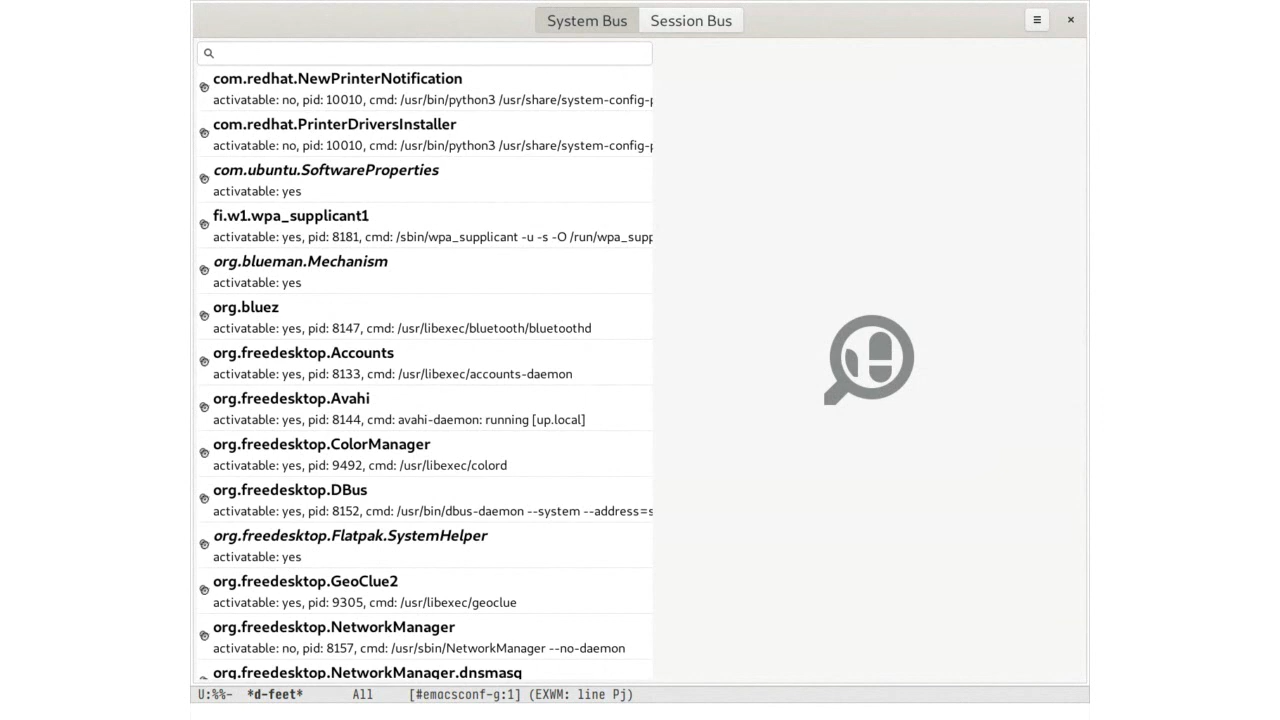 System Bus Session Bus
com.redhat.NewPrinterNotification
activatable: no, pid: 10010, cmd: /usr/bin/python3 /usr/share/system-config-p
com.redhat.PrinterDriversInstaller
activatable: no, pid: 10010, cmd: /usr/bin/python3 /usr/share/system-config-p
com.ubuntu.SoftwareProperties
activatable: yes
fi.w1.wpa_supplicant1
activatable: yes, pid: 8181, cmd: /sbin/wpa_supplicant -u -s -O /run/wpa_supp
org.blueman.Mechanism
activatable: yes
org.bluez
activatable: yes, pid: 8147, cmd: /usr/libexec/bluetooth/bluetoothd
org.freedesktop.Accounts
activatable: yes, pid: 8133, cmd: /usr/libexec/accounts-daemon
org.freedesktop.Avahi
activatable: yes, pid: 8144, cmd: avahi-daemon: running [up.local]
org.freedesktop.ColorManager
activatable: yes, pid: 9492, cmd: /usr/libexec/colord
org.freedesktop.DBus
activatable: yes, pid: 8152, cmd: /usr/bin/dbus-daemon --system --address=s
org.freedesktop.Flatpak.SystemHelper
activatable: yes
org.freedesktop.GeoClue2
activatable: yes, pid: 9305, cmd: /usr/libexec/geoclue
org.freedesktop.NetworkManager
activatable: no, pid: 8157, cmd: /usr/sbin/NetworkManager --no-daemon
org.freedesktop.NetworkManager.dnsmasq
U:%%- *d-feet* All [#emacsconf-g:1] (EXWM: line Pj)